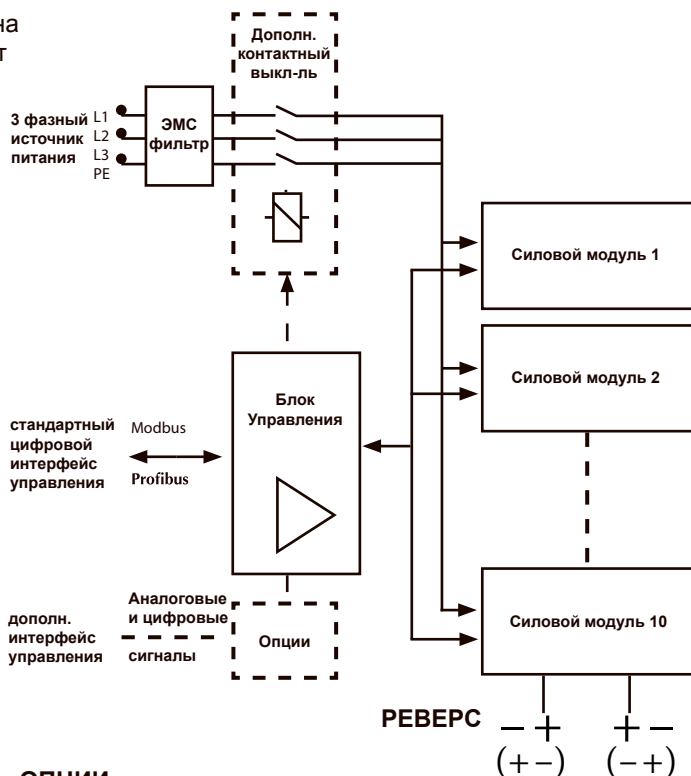 на
т
Дополн.
контактный
выкл-ль
3 фазный
источник
питания
L1
L2
L3
PE
ЭМС
фильтр
Силовой модуль 1
Силовой модуль 2
Блок
Управления
стандартный
цифровой
интерфейс
управления
Modbus
Profibus
Силовой модуль 10
дополн.
интерфейс
управления
Аналоговые
и цифровые
сигналы
Опции
РЕВЕРС
− + + −
(+ −) (− +)
ОПЦИИ